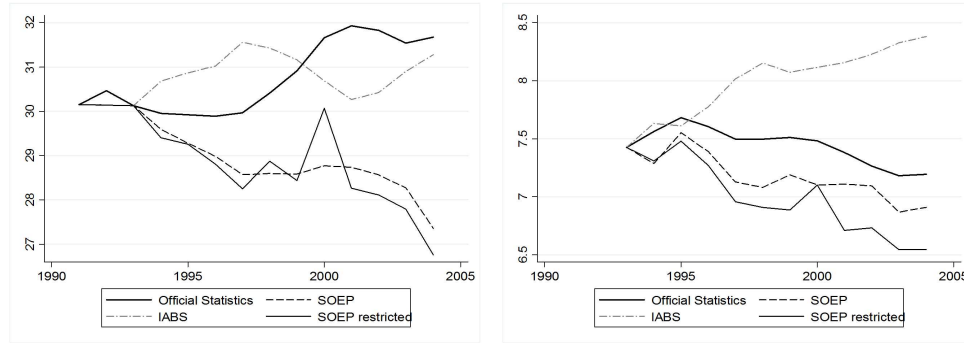 32
31
30
29
28
27
1990 1995 2000 2005
Official Statistics SOEP
IABS SOEP restricted
8.5
8
7.5
7
6.5
1990 1995 2000 2005
Official Statistics SOEP
IABS SOEP restricted